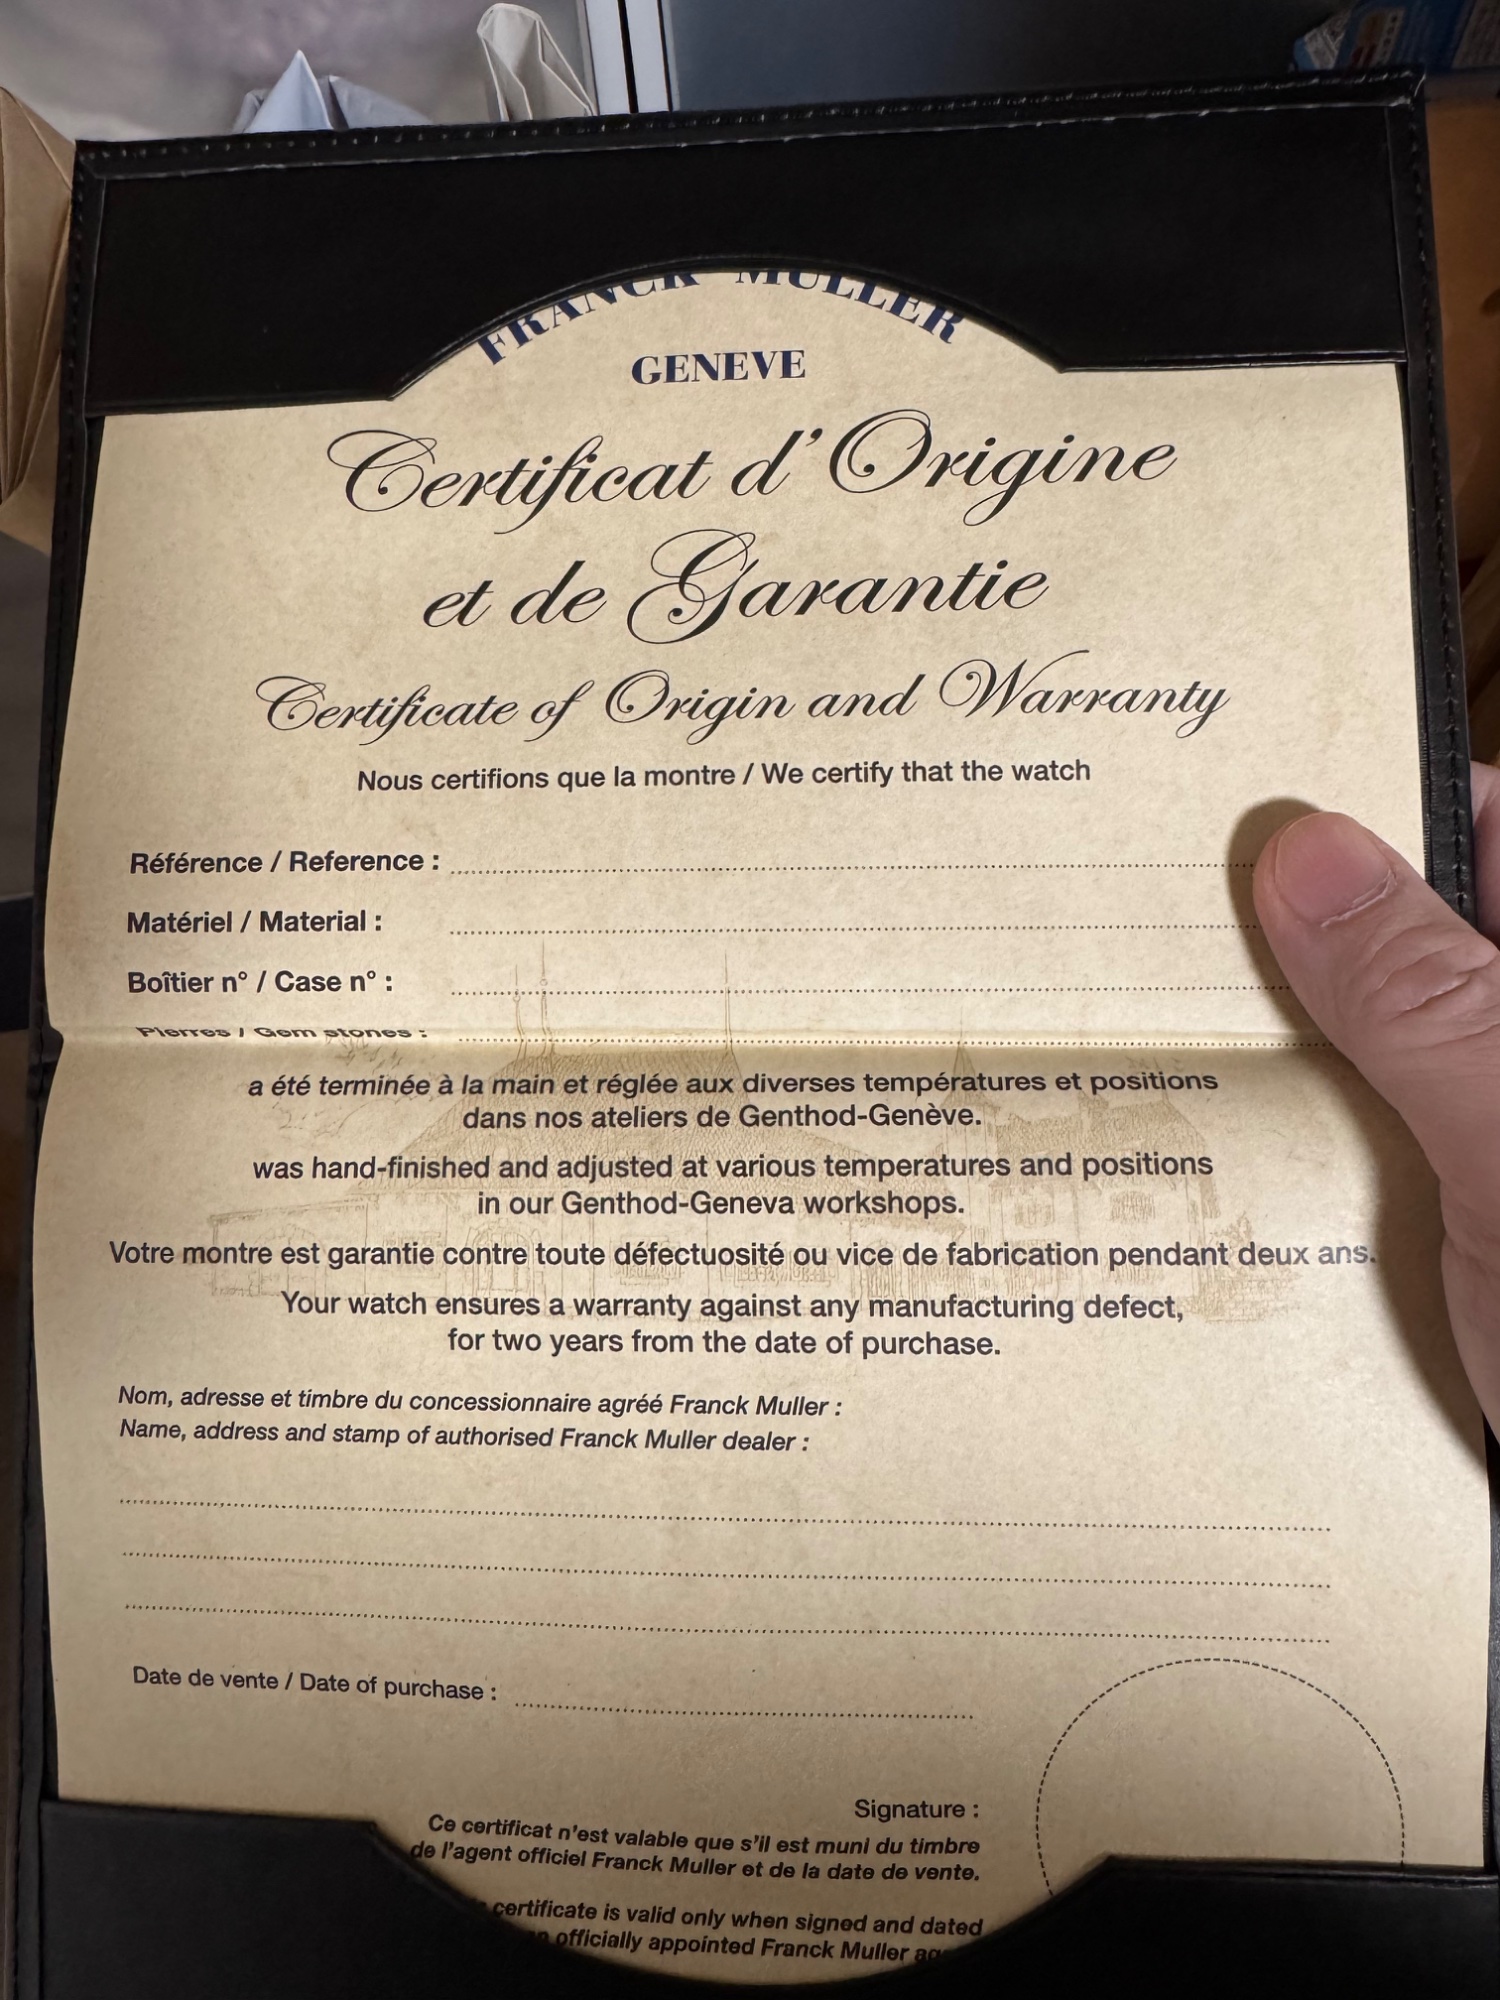 FRANCK MULLER
GENEVE
Certificat d'Origine
et de Garantie
Certificate of Origin and Warranty
Nous certifions que la montre / We certify that the watch
Référence / Reference :
Matériel / Material :
Boîtier n° / Case n° :
Pierres / Gem stones :
a été terminée à la main et réglée aux diverses températures et positions
dans nos ateliers de Genthod-Genève.
was hand-finished and adjusted at various temperatures and positions
in our Genthod-Geneva workshops.
Votre montre est garantie contre toute défectuosité ou vice de fabrication pendant deux ans.
Your watch ensures a warranty against any manufacturing defect,
for two years from the date of purchase.
Nom, adresse et timbre du concessionnaire agréé Franck Muller :
Name, address and stamp of authorised Franck Muller dealer :
Date de vente / Date of purchase :
Signature :
Ce certificat n'est valable que s'il est muni du timbre
de l'agent officiel Franck Muller et de la date de vente.
certificate is valid only when signed and dated
officially appointed Franck Muller